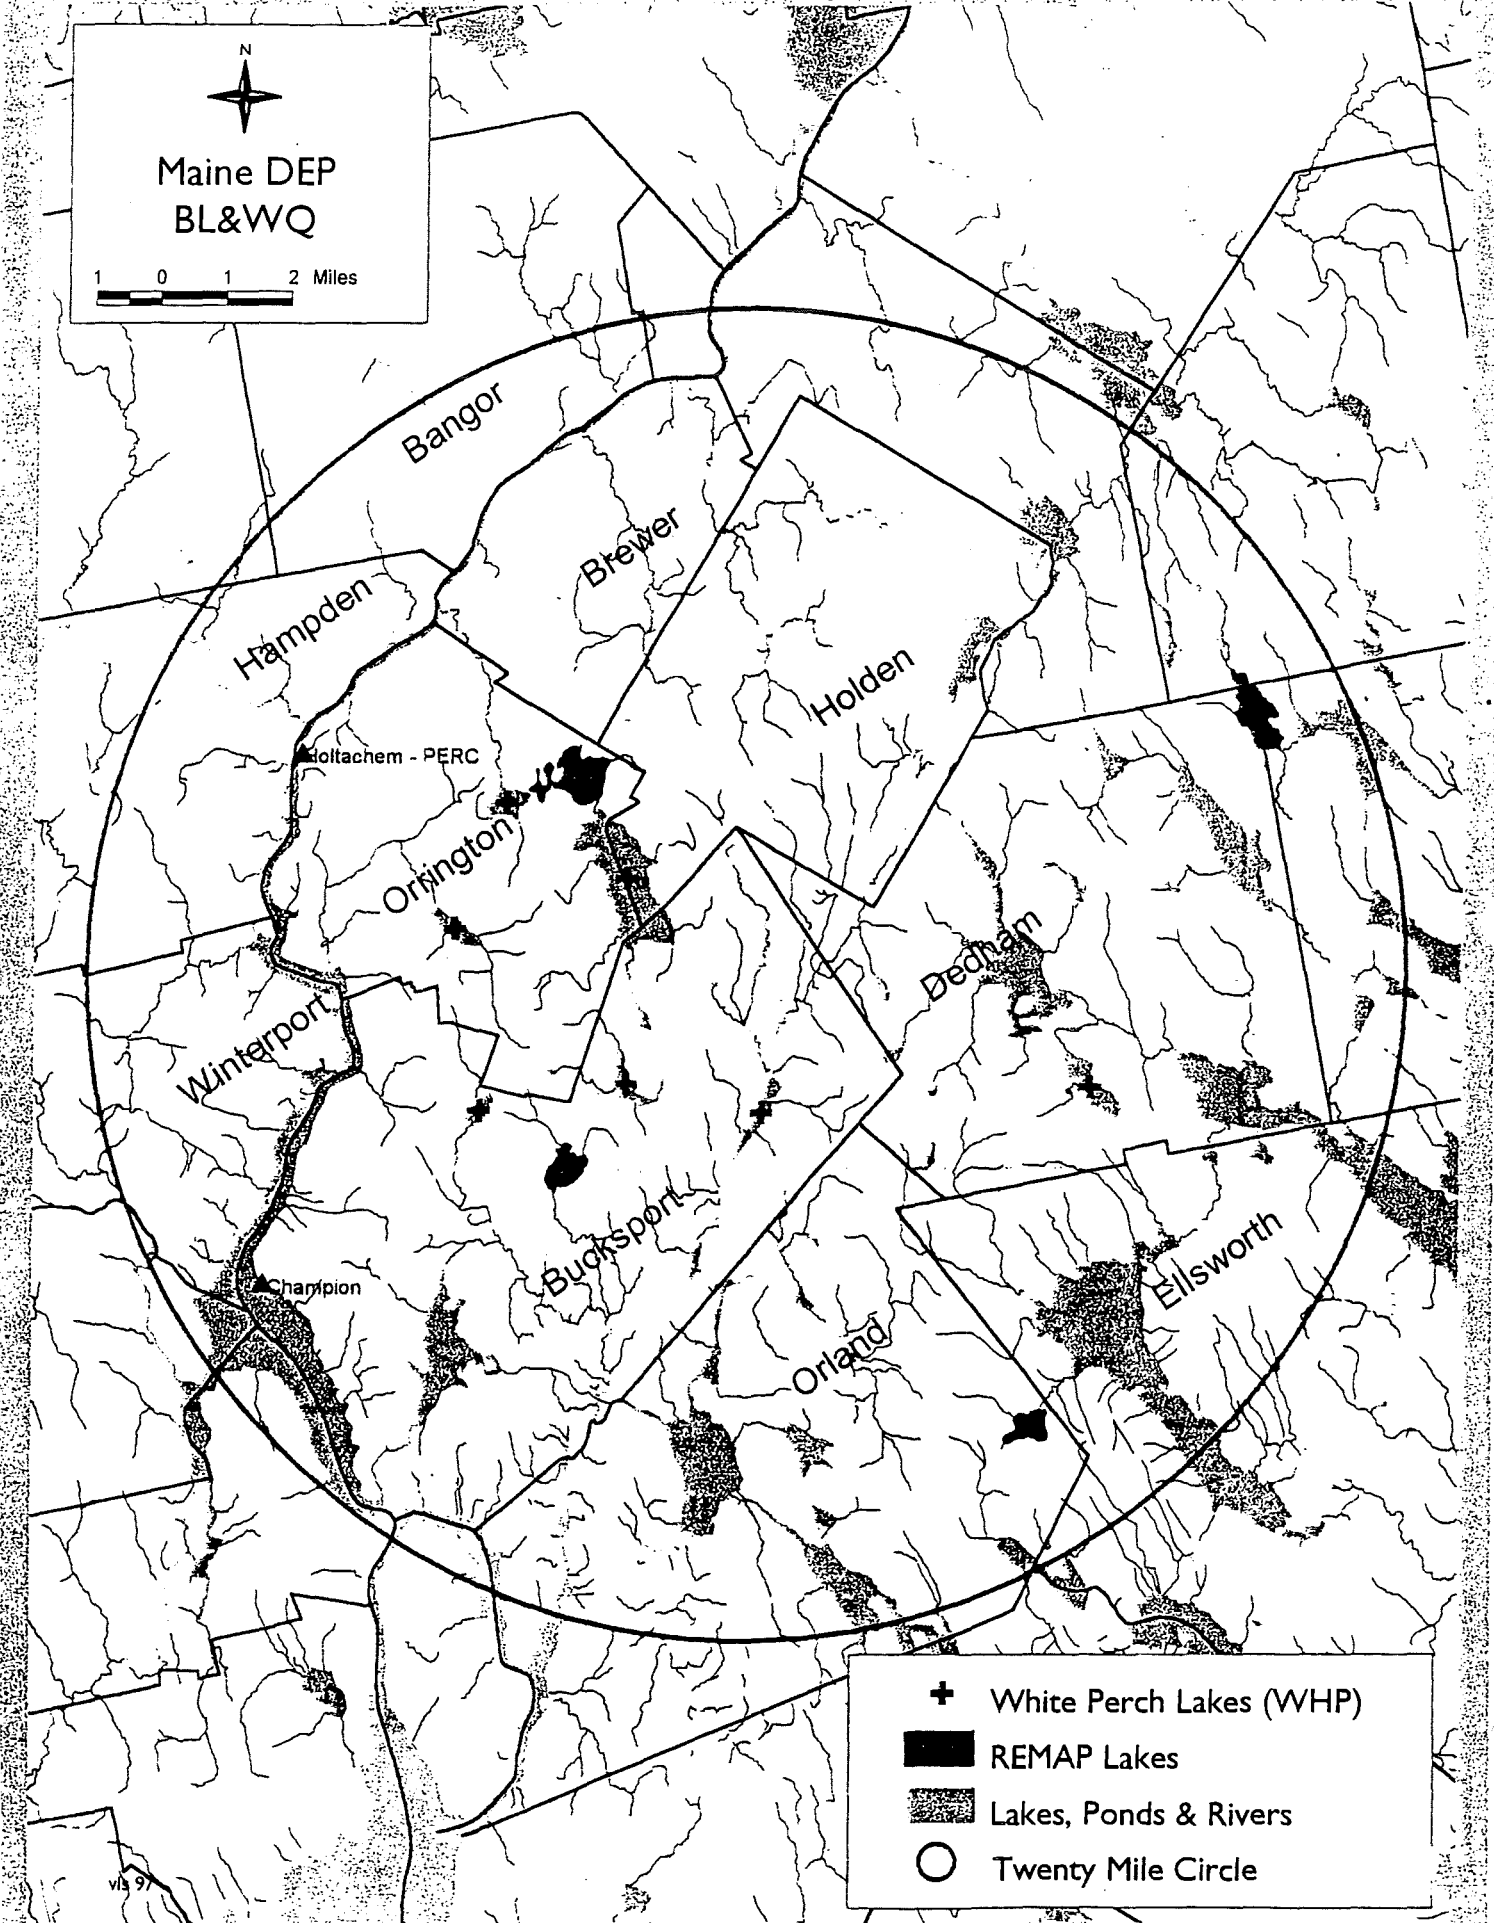 N
Maine DEP
BL&WQ
1 0 1 2 Miles
Bangor
Brewer
Hampden
Holden
Holtachem - PERC
Orrington
Dedham
Winterport
Bucksport
Ellsworth
Champion
Orland
White Perch Lakes (WHP)
REMAP Lakes
Lakes, Ponds & Rivers
Twenty Mile Circle
vls 97